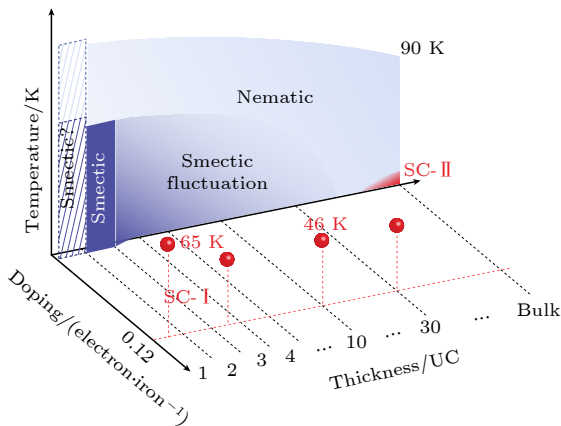 90 K
Nematic
Temperature/K
Smectic?
Smectic
Smectic
fluctuation
SC-Ⅱ
46 K
65 K
SC-Ⅰ
Doping/(electron·iron⁻¹)
0.12
1
2
3
4
...
10
...
30
...
Bulk
Thickness/UC